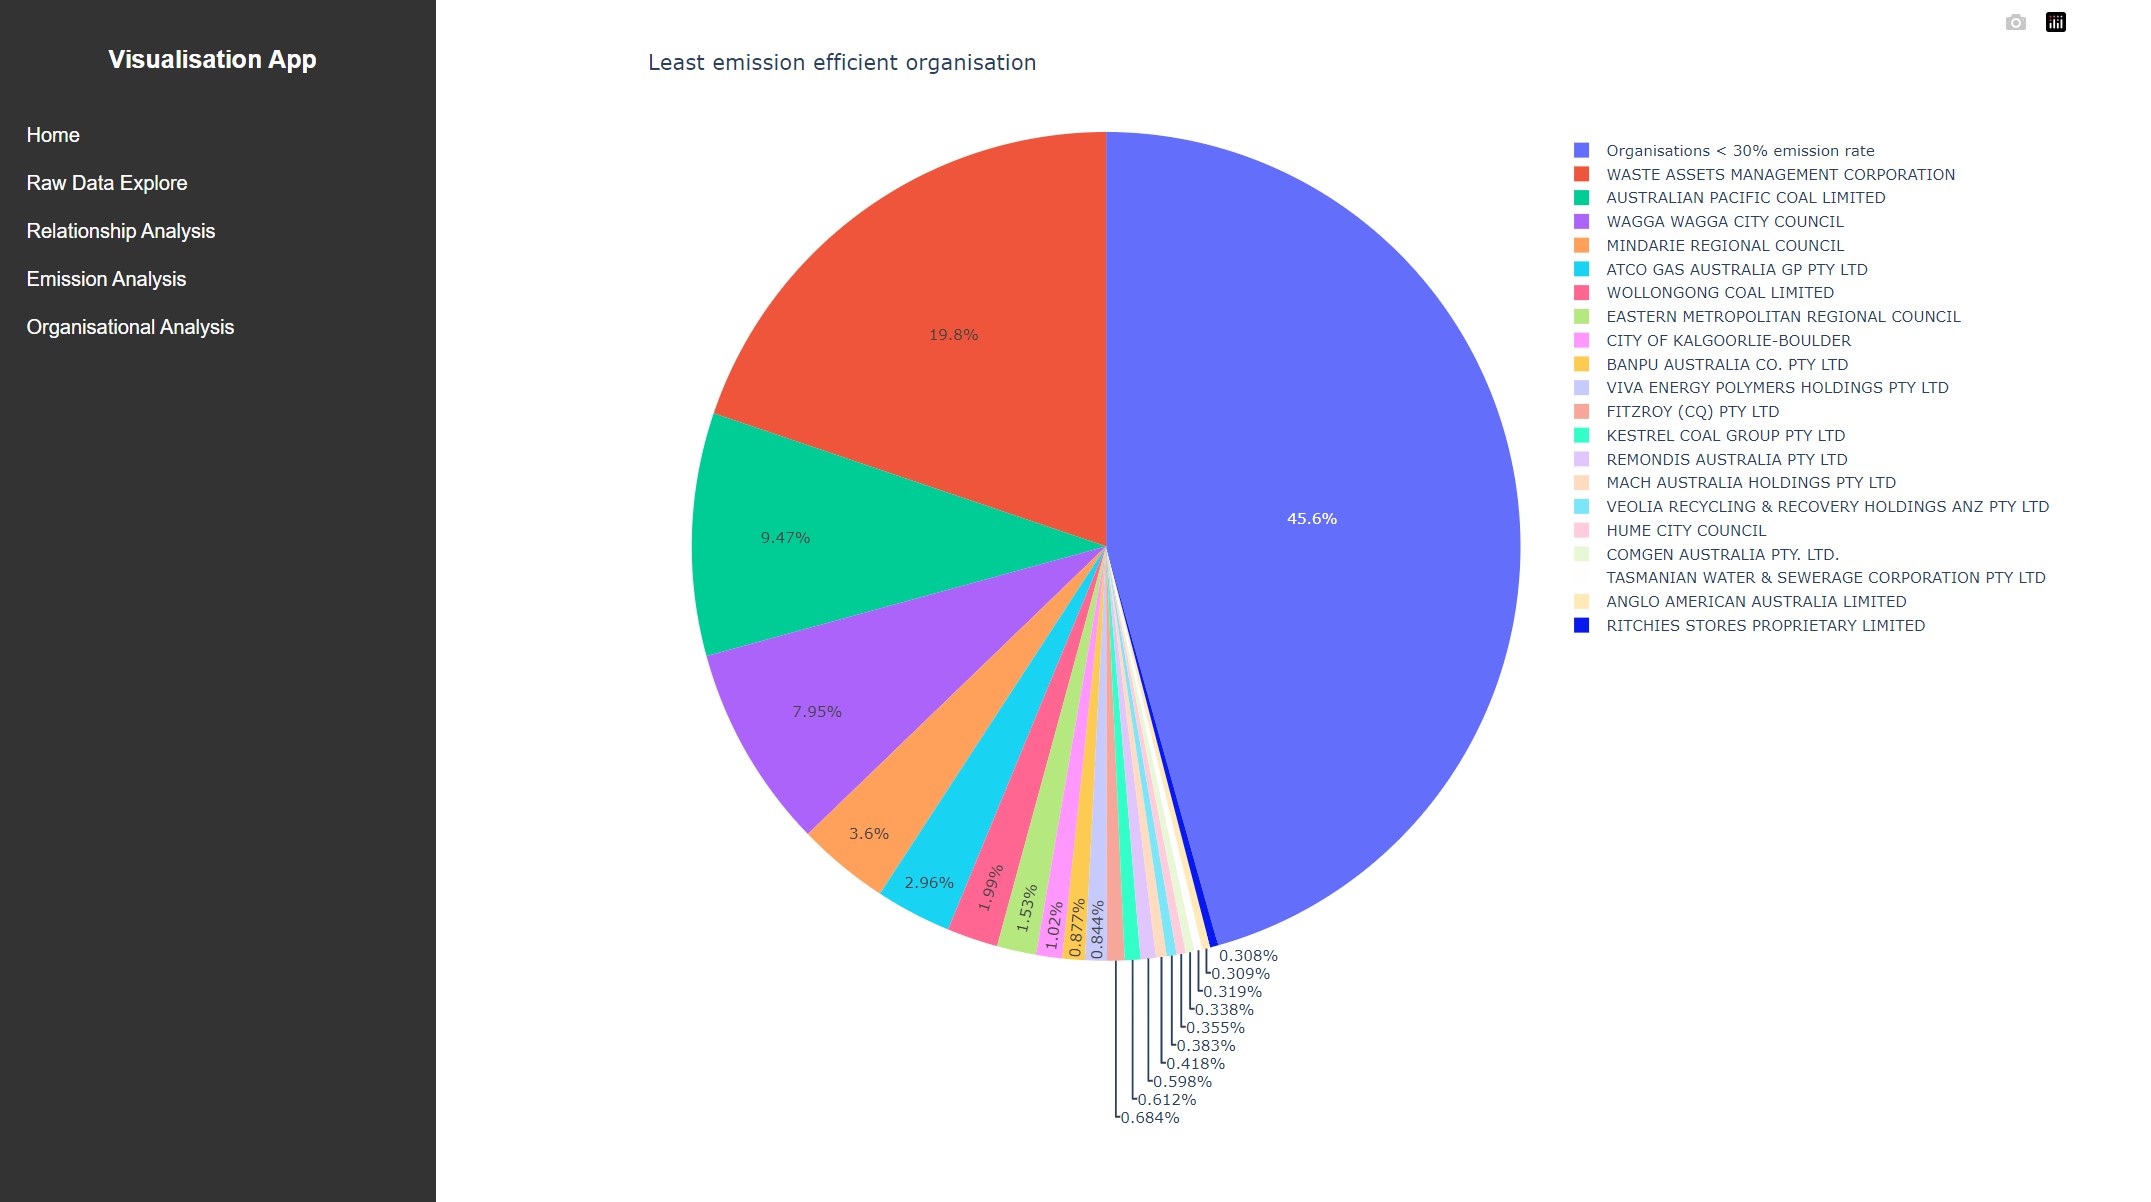 Visualisation App
Home
Raw Data Explore
Relationship Analysis
Emission Analysis
Organisational Analysis
Least emission efficient organisation
45.6%
19.8%
9.47%
7.95%
3.6%
2.96%
1.99%
1.53%
1.02%
0.877%
0.844%
0.308%
0.309%
0.319%
0.338%
0.355%
0.383%
0.418%
0.598%
0.612%
0.684%
Organisations < 30% emission rate
WASTE ASSETS MANAGEMENT CORPORATION
AUSTRALIAN PACIFIC COAL LIMITED
WAGGA WAGGA CITY COUNCIL
MINDARIE REGIONAL COUNCIL
ATCO GAS AUSTRALIA GP PTY LTD
WOLLONGONG COAL LIMITED
EASTERN METROPOLITAN REGIONAL COUNCIL
CITY OF KALGOORLIE-BOULDER
BANPU AUSTRALIA CO. PTY LTD
VIVA ENERGY POLYMERS HOLDINGS PTY LTD
FITZROY (CQ) PTY LTD
KESTREL COAL GROUP PTY LTD
REMONDIS AUSTRALIA PTY LTD
MACH AUSTRALIA HOLDINGS PTY LTD
VEOLIA RECYCLING & RECOVERY HOLDINGS ANZ PTY LTD
HUME CITY COUNCIL
COMGEN AUSTRALIA PTY. LTD.
TASMANIAN WATER & SEWERAGE CORPORATION PTY LTD
ANGLO AMERICAN AUSTRALIA LIMITED
RITCHIES STORES PROPRIETARY LIMITED